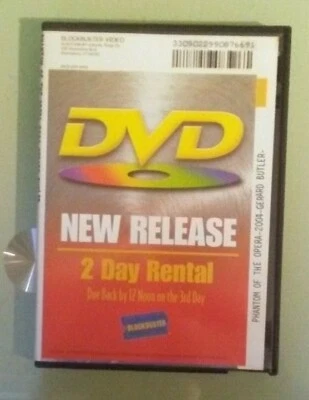 BLOCKBUSTER VIDEO
DVD
NEW RELEASE
2 Day Rental
Due Back by 12 Noon on the 3rd Day
BLOCKBUSTER
PHANTOM OF THE OPERA-2004-GERARD BUTLER-